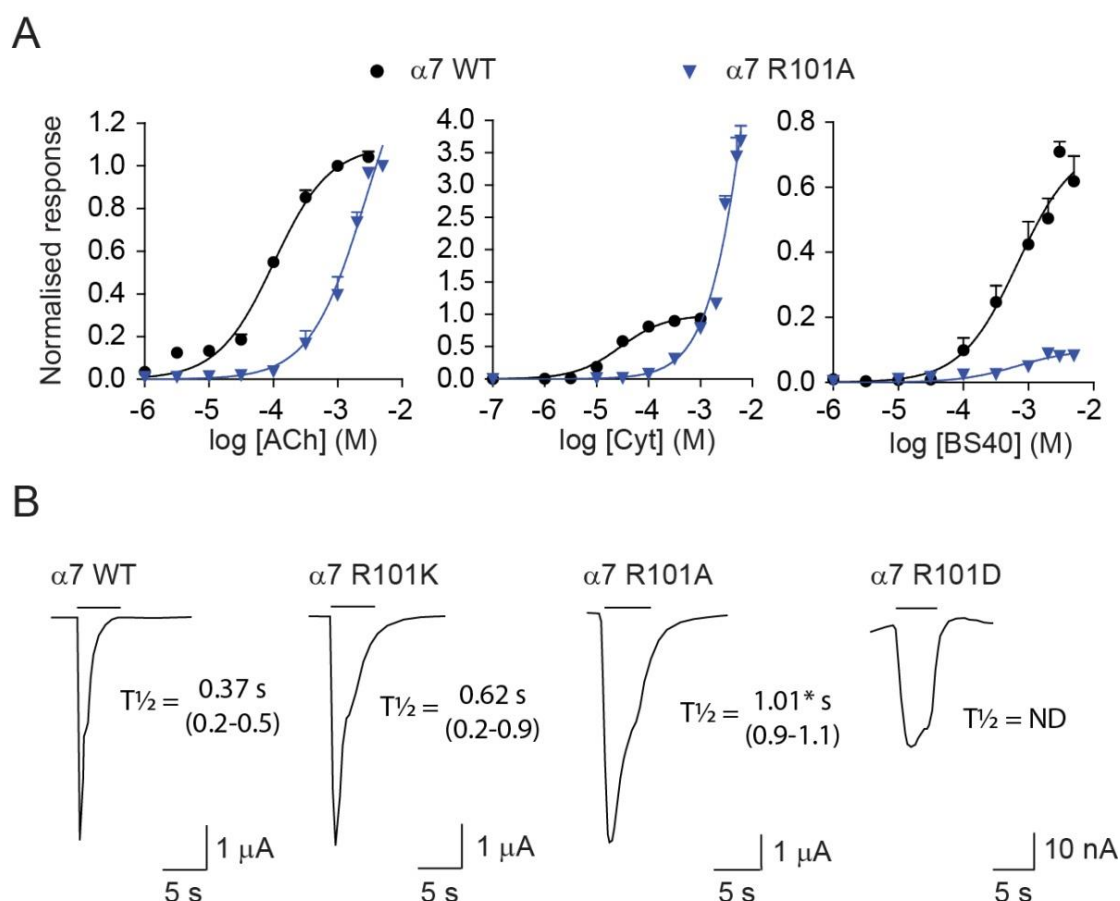 A
α7 WT
α7 R101A
Normalised response
1.2
1.0
0.8
0.6
0.4
0.2
0.0
-6 -5 -4 -3 -2
log [ACh] (M)
4.0
3.5
3.0
2.5
2.0
1.5
1.0
0.5
0.0
-7 -6 -5 -4 -3 -2
log [Cyt] (M)
0.8
0.6
0.4
0.2
0.0
-6 -5 -4 -3 -2
log [BS40] (M)
B
α7 WT
T½ = 0.37 s
(0.2-0.5)
1 μA
5 s
α7 R101K
T½ = 0.62 s
(0.2-0.9)
1 μA
5 s
α7 R101A
T½ = 1.01* s
(0.9-1.1)
1 μA
5 s
α7 R101D
T½ = ND
10 nA
5 s